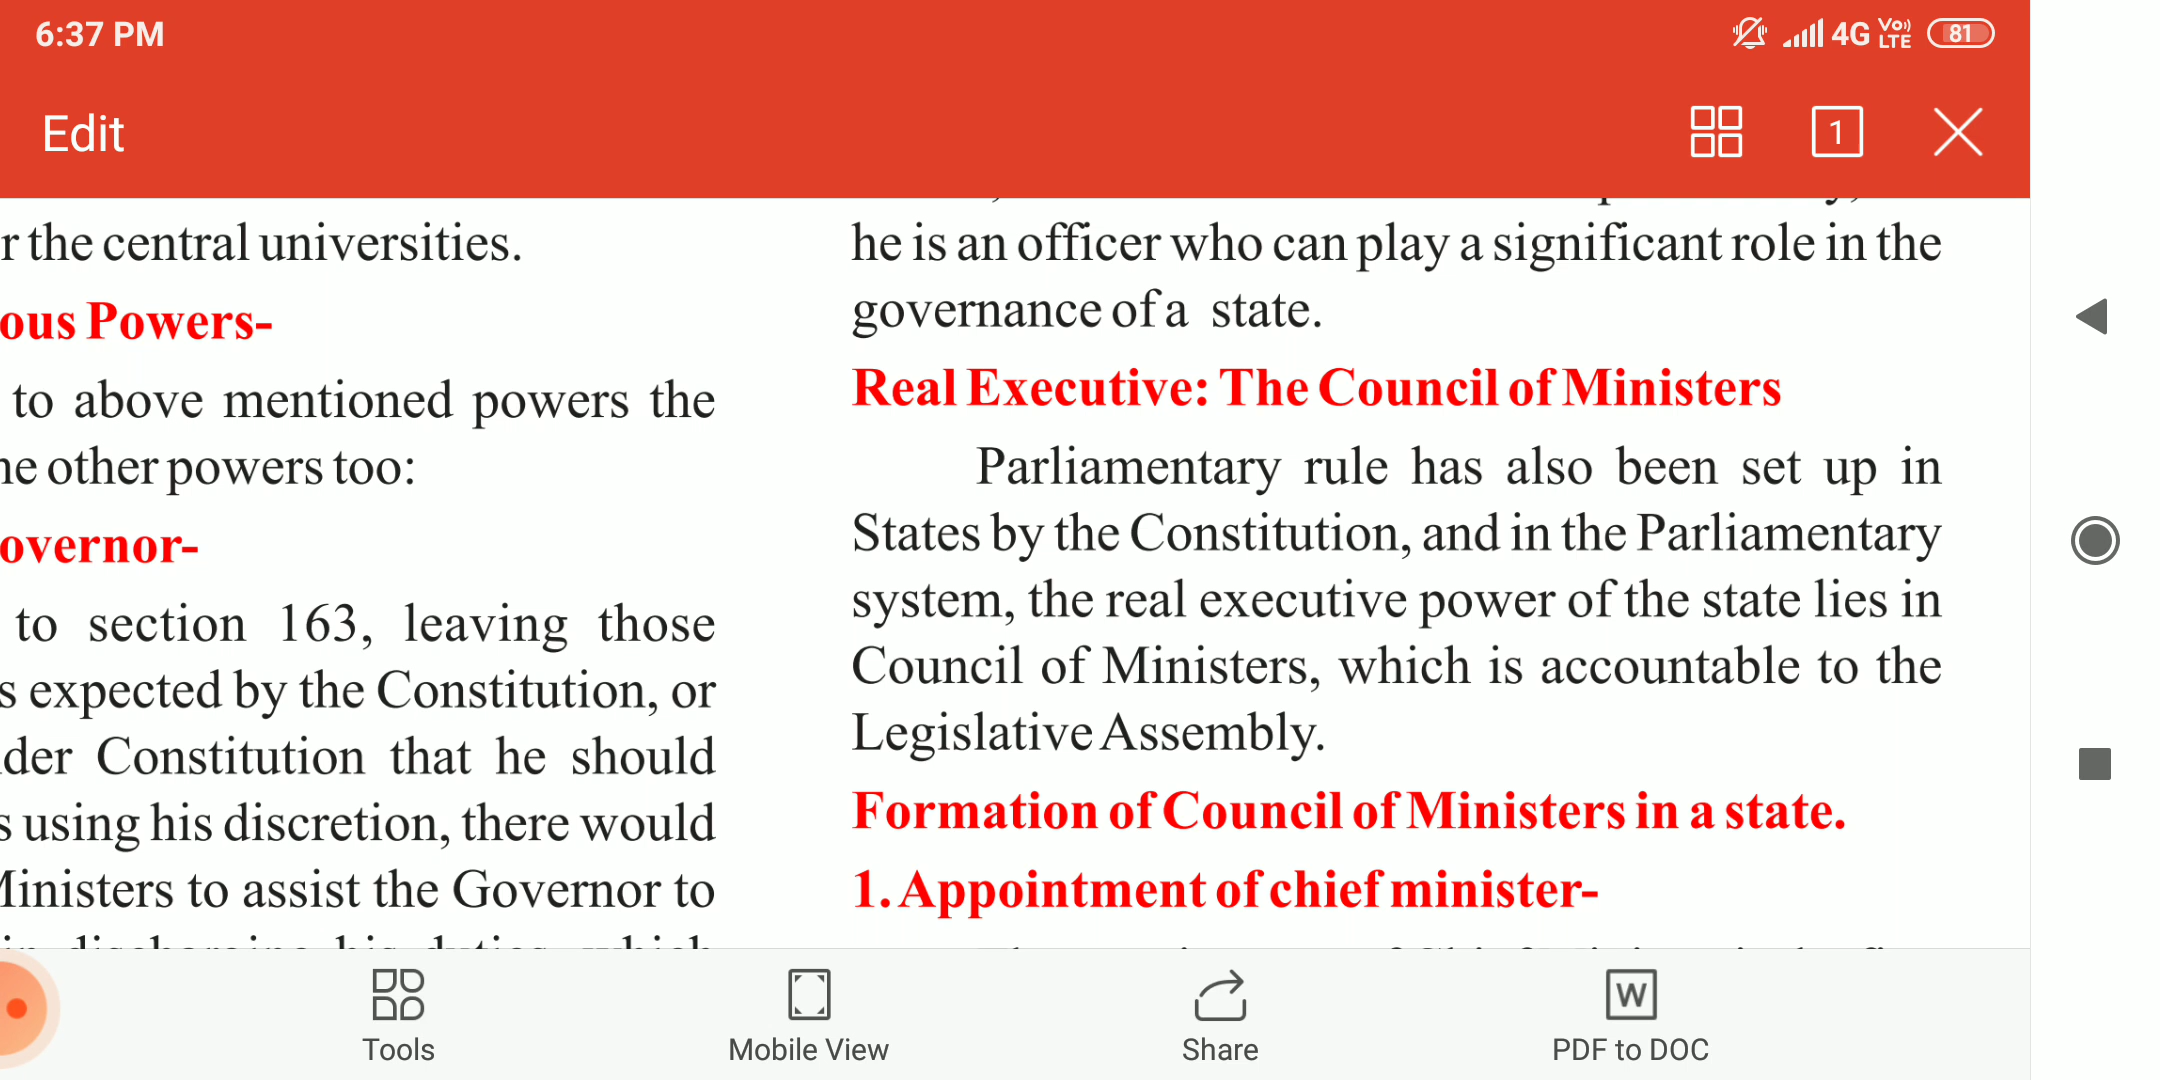 6:37 PM
4G Vo)) LTE 81
Edit
1
the central universities.
Powers-
to above mentioned powers the
other powers too:
to section 163, leaving those
expected by the Constitution, or
Constitution that he should
using his discretion, there would
to assist the Governor to
he is an officer who can play a significant role in the
governance of a state.
Real Executive: The Council of Ministers
Parliamentary rule has also been set up in
States by the Constitution, and in the Parliamentary
system, the real executive power of the state lies in
Council of Ministers, which is accountable to the
Legislative Assembly.
Formation of Council of Ministers in a state.
1. Appointment of chief minister-
Tools
Mobile View
Share
W
PDF to DOC